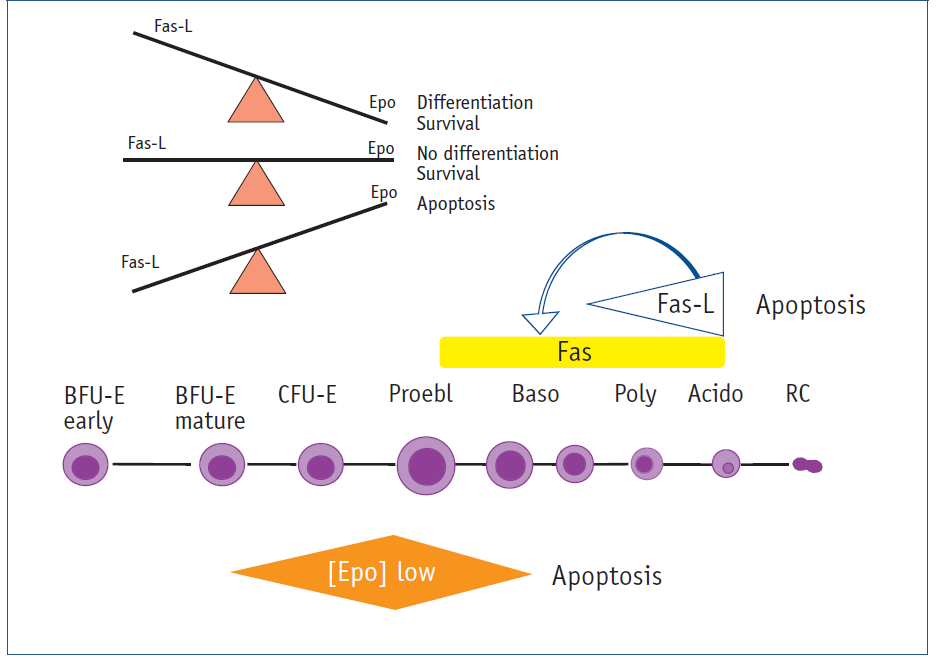 Fas-L
Epo
Differentiation
Survival
Fas-L
Epo
No differentiation
Survival
Epo
Apoptosis
Fas-L
Fas-L
Apoptosis
Fas
BFU-E
early
BFU-E
mature
CFU-E
Proebl
Baso
Poly
Acido
RC
[Epo] low
Apoptosis